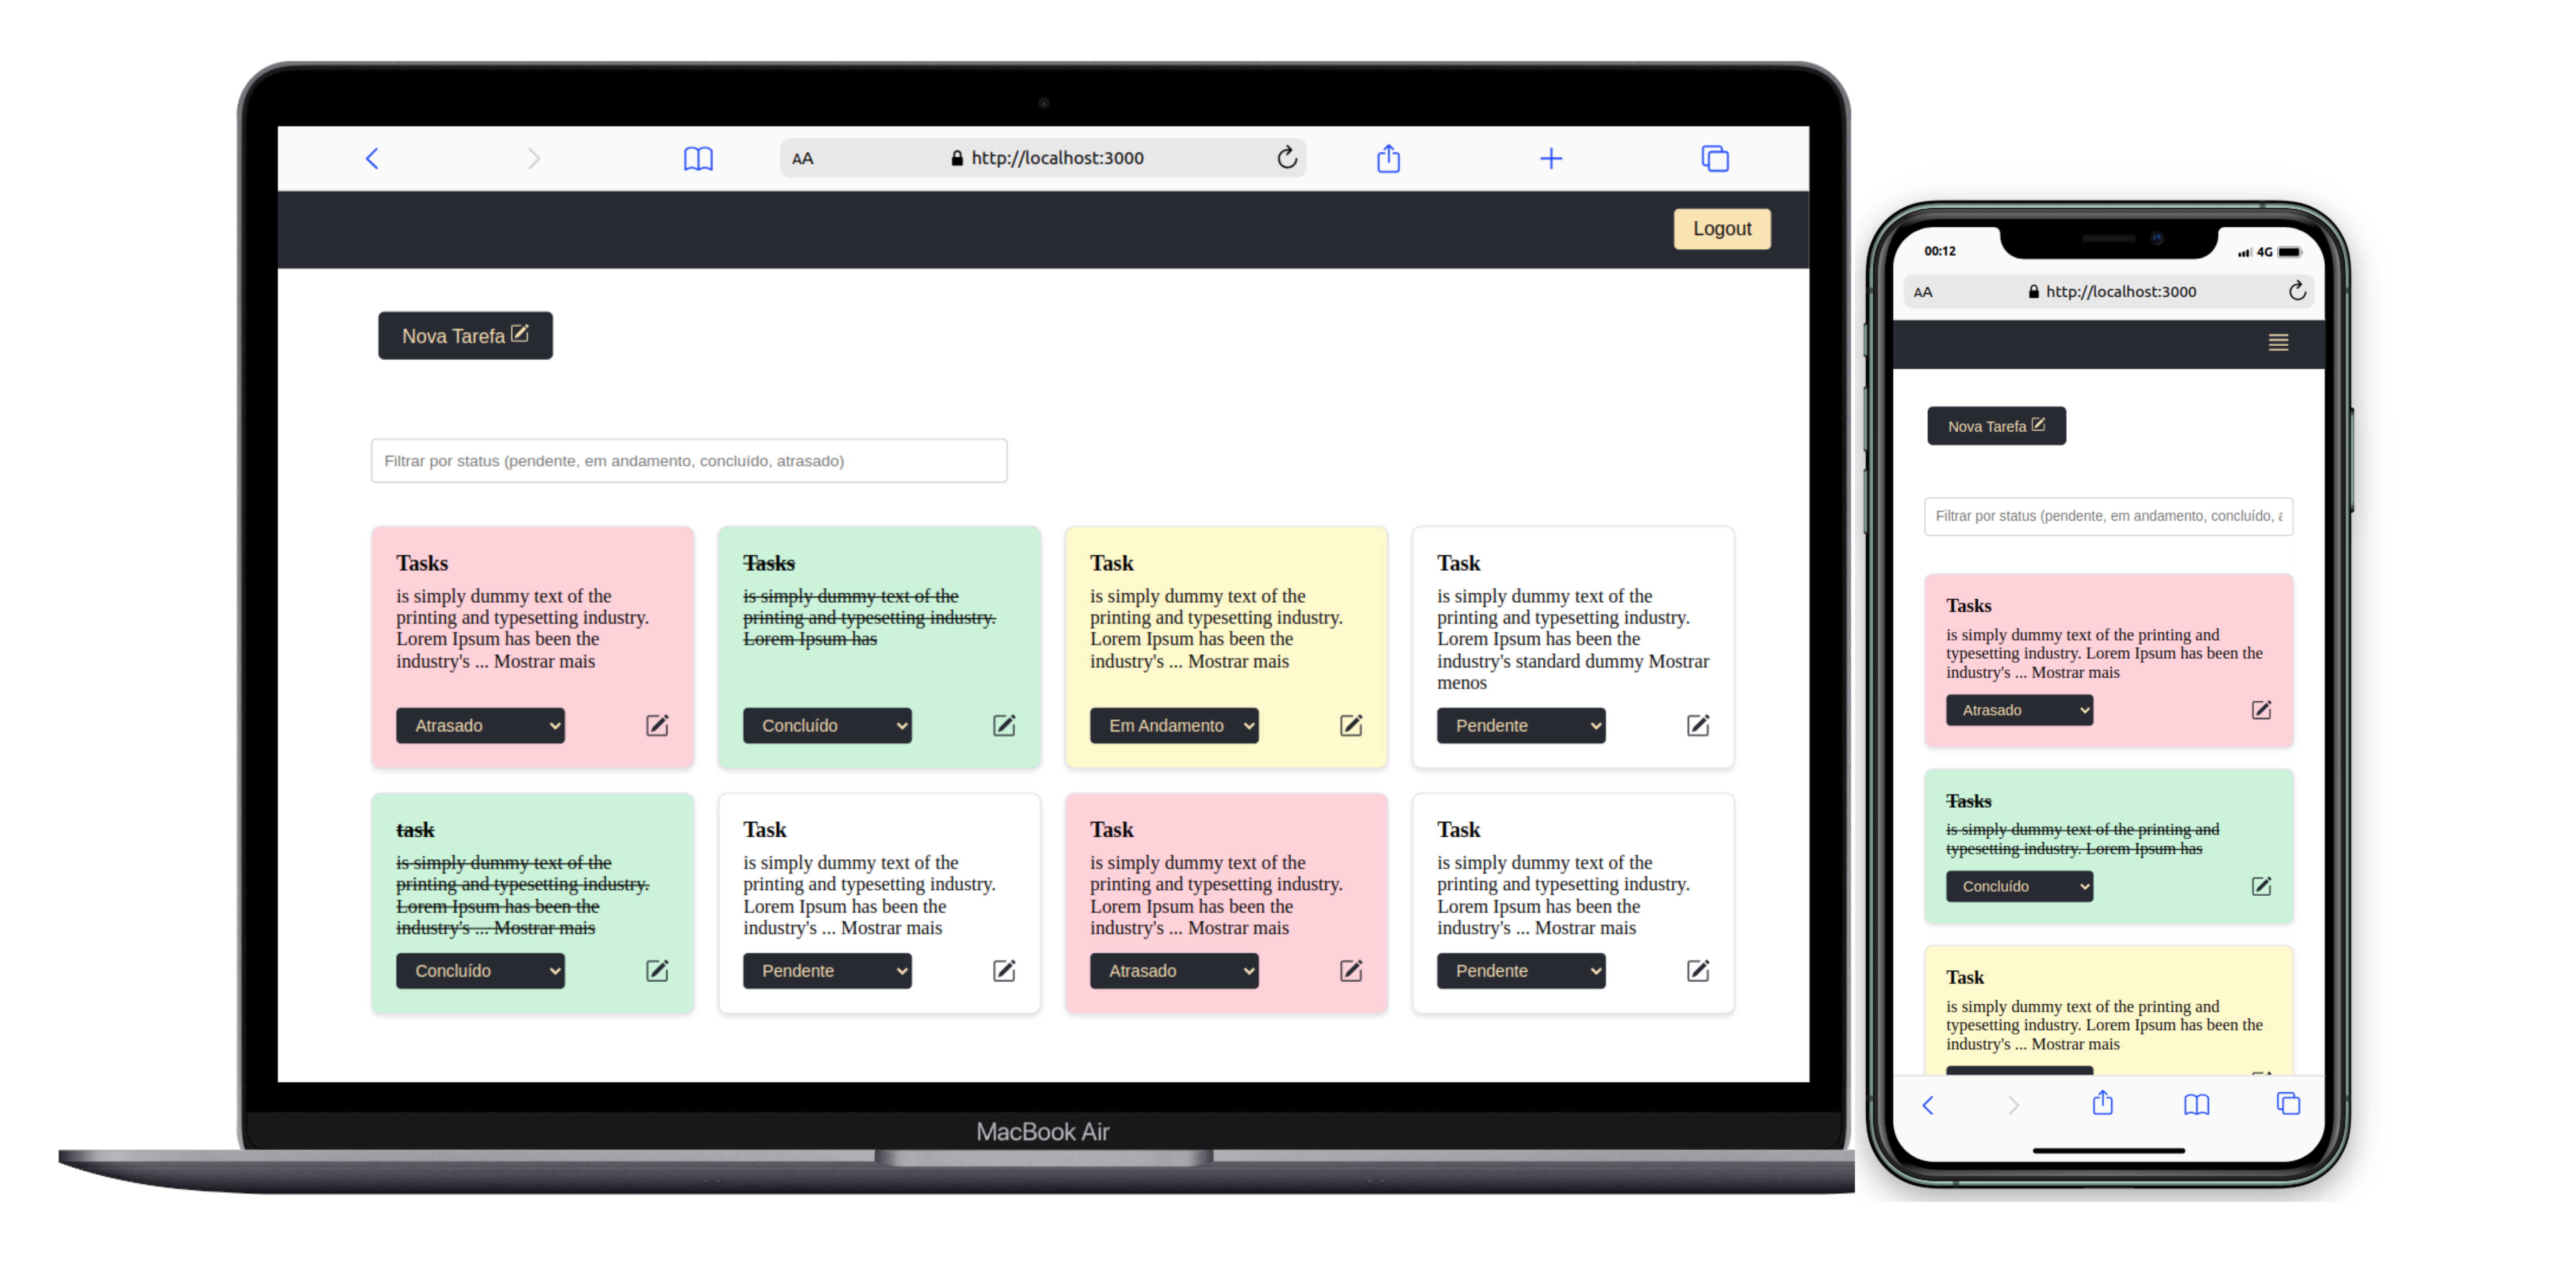 AA
http://localhost:3000
Logout
Nova Tarefa
Filtrar por status (pendente, em andamento, concluído, atrasado)
Tasks
is simply dummy text of the
printing and typesetting industry.
Lorem Ipsum has been the
industry's ... Mostrar mais
Atrasado
Tasks
is simply dummy text of the
printing and typesetting industry.
Lorem Ipsum has
Concluído
Task
is simply dummy text of the
printing and typesetting industry.
Lorem Ipsum has been the
industry's ... Mostrar mais
Em Andamento
Task
is simply dummy text of the
printing and typesetting industry.
Lorem Ipsum has been the
industry's standard dummy Mostrar
menos
Pendente
task
is simply dummy text of the
printing and typesetting industry.
Lorem Ipsum has been the
industry's ... Mostrar mais
Concluído
Task
is simply dummy text of the
printing and typesetting industry.
Lorem Ipsum has been the
industry's ... Mostrar mais
Pendente
Task
is simply dummy text of the
printing and typesetting industry.
Lorem Ipsum has been the
industry's ... Mostrar mais
Atrasado
Task
is simply dummy text of the
printing and typesetting industry.
Lorem Ipsum has been the
industry's ... Mostrar mais
Pendente
MacBook Air
00:12
4G
AA
http://localhost:3000
Nova Tarefa
Filtrar por status (pendente, em andamento, concluído, a
Tasks
is simply dummy text of the printing and
typesetting industry. Lorem Ipsum has been the
industry's ... Mostrar mais
Atrasado
Tasks
is simply dummy text of the printing and
typesetting industry. Lorem Ipsum has
Concluído
Task
is simply dummy text of the printing and
typesetting industry. Lorem Ipsum has been the
industry's ... Mostrar mais